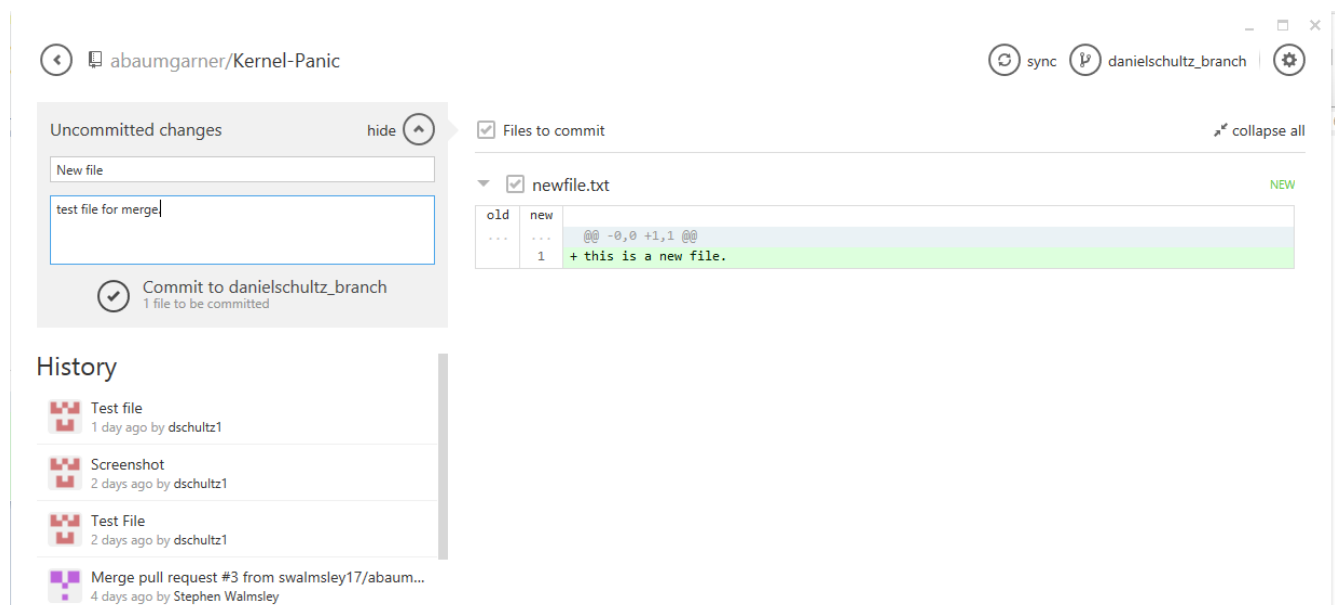 abaumgarner/Kernel-Panic
sync
danielschultz_branch
Uncommitted changes
hide
New file
test file for merge
Commit to danielschultz_branch
1 file to be committed
Files to commit
collapse all
newfile.txt
NEW
old new
... ... @@ -0,0 +1,1 @@
1 + this is a new file.
History
Test file
1 day ago by dschultz1
Screenshot
2 days ago by dschultz1
Test File
2 days ago by dschultz1
Merge pull request #3 from swalmsley17/abaum...
4 days ago by Stephen Walmsley